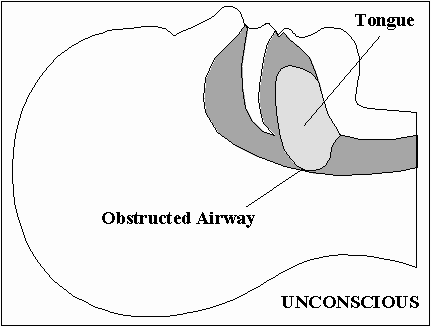 Tongue
Obstructed Airway
UNCONSCIOUS